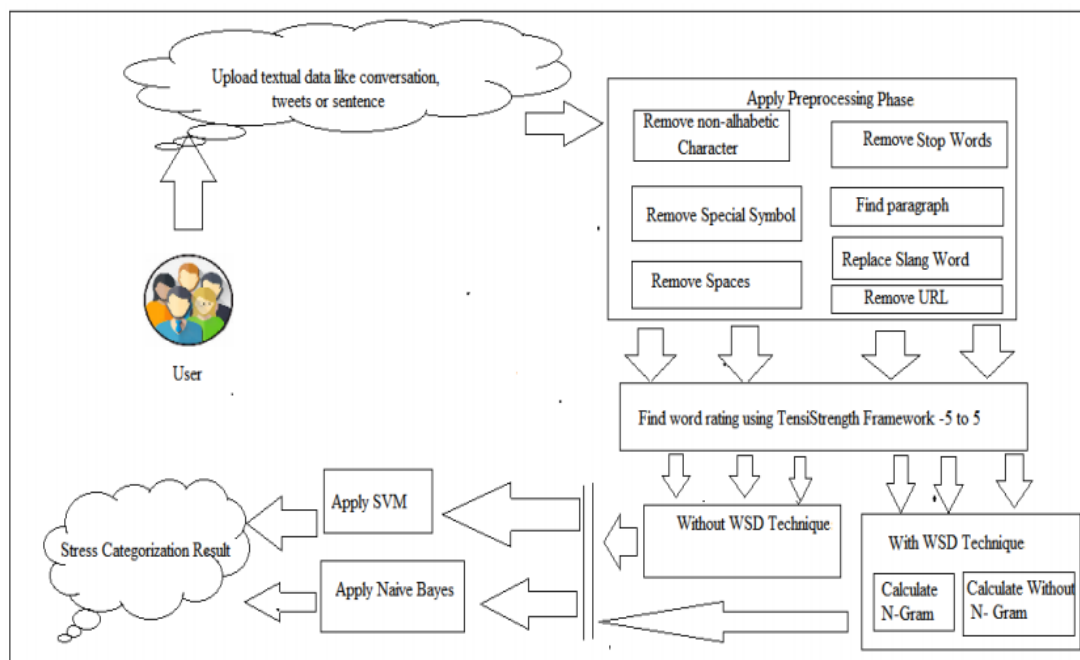 Upload textual data like conversation,
tweets or sentence
Apply Preprocessing Phase
Remove non-alhabetic
Character
Remove Stop Words
Remove Special Symbol
Find paragraph
Replace Slang Word
Remove Spaces
Remove URL
User
Find word rating using TensiStrength Framework -5 to 5
Apply SVM
Without WSD Technique
With WSD Technique
Stress Categorization Result
Apply Naive Bayes
Calculate
N-Gram
Calculate Without
N- Gram